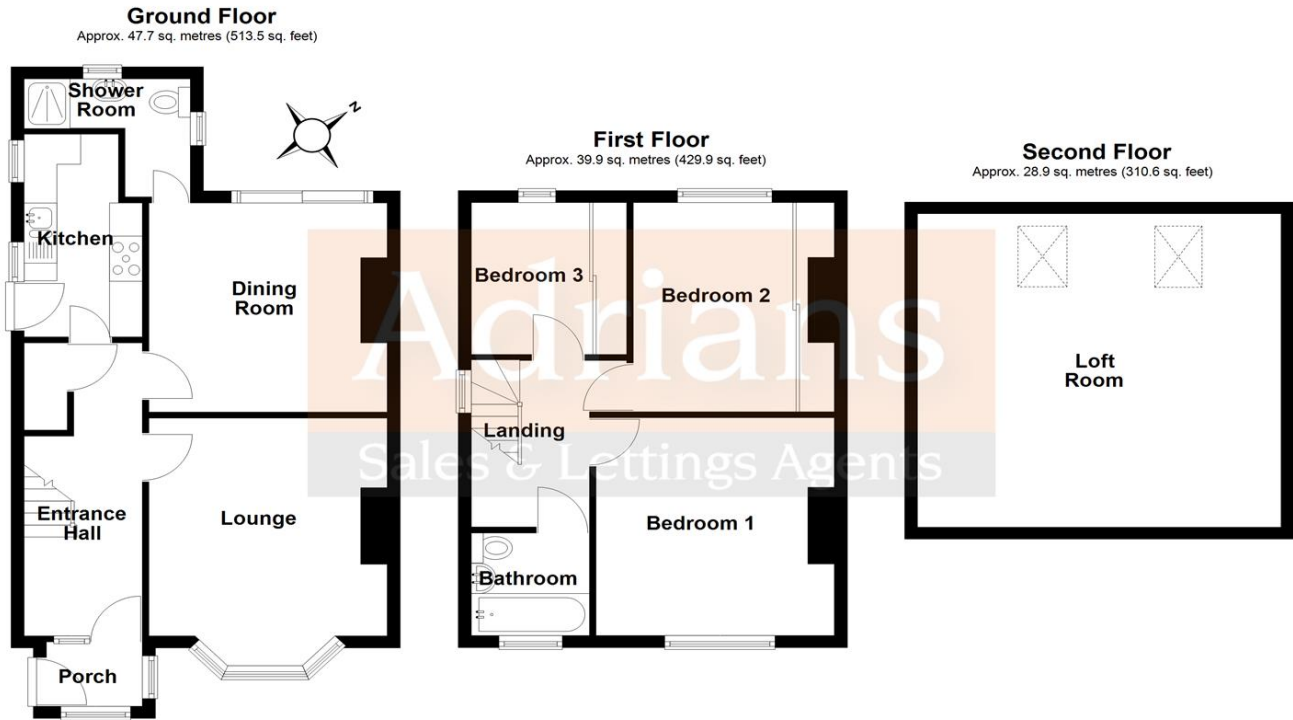 Ground Floor
Approx. 47.7 sq. metres (513.5 sq. feet)
Shower
Room
Kitchen
Dining
Room
Entrance
Hall
Lounge
Porch
N
First Floor
Approx. 39.9 sq. metres (429.9 sq. feet)
Bedroom 3
Bedroom 2
Landing
Bedroom 1
Bathroom
Second Floor
Approx. 28.9 sq. metres (310.6 sq. feet)
Loft
Room
Adrians
Sales & Lettings Agents